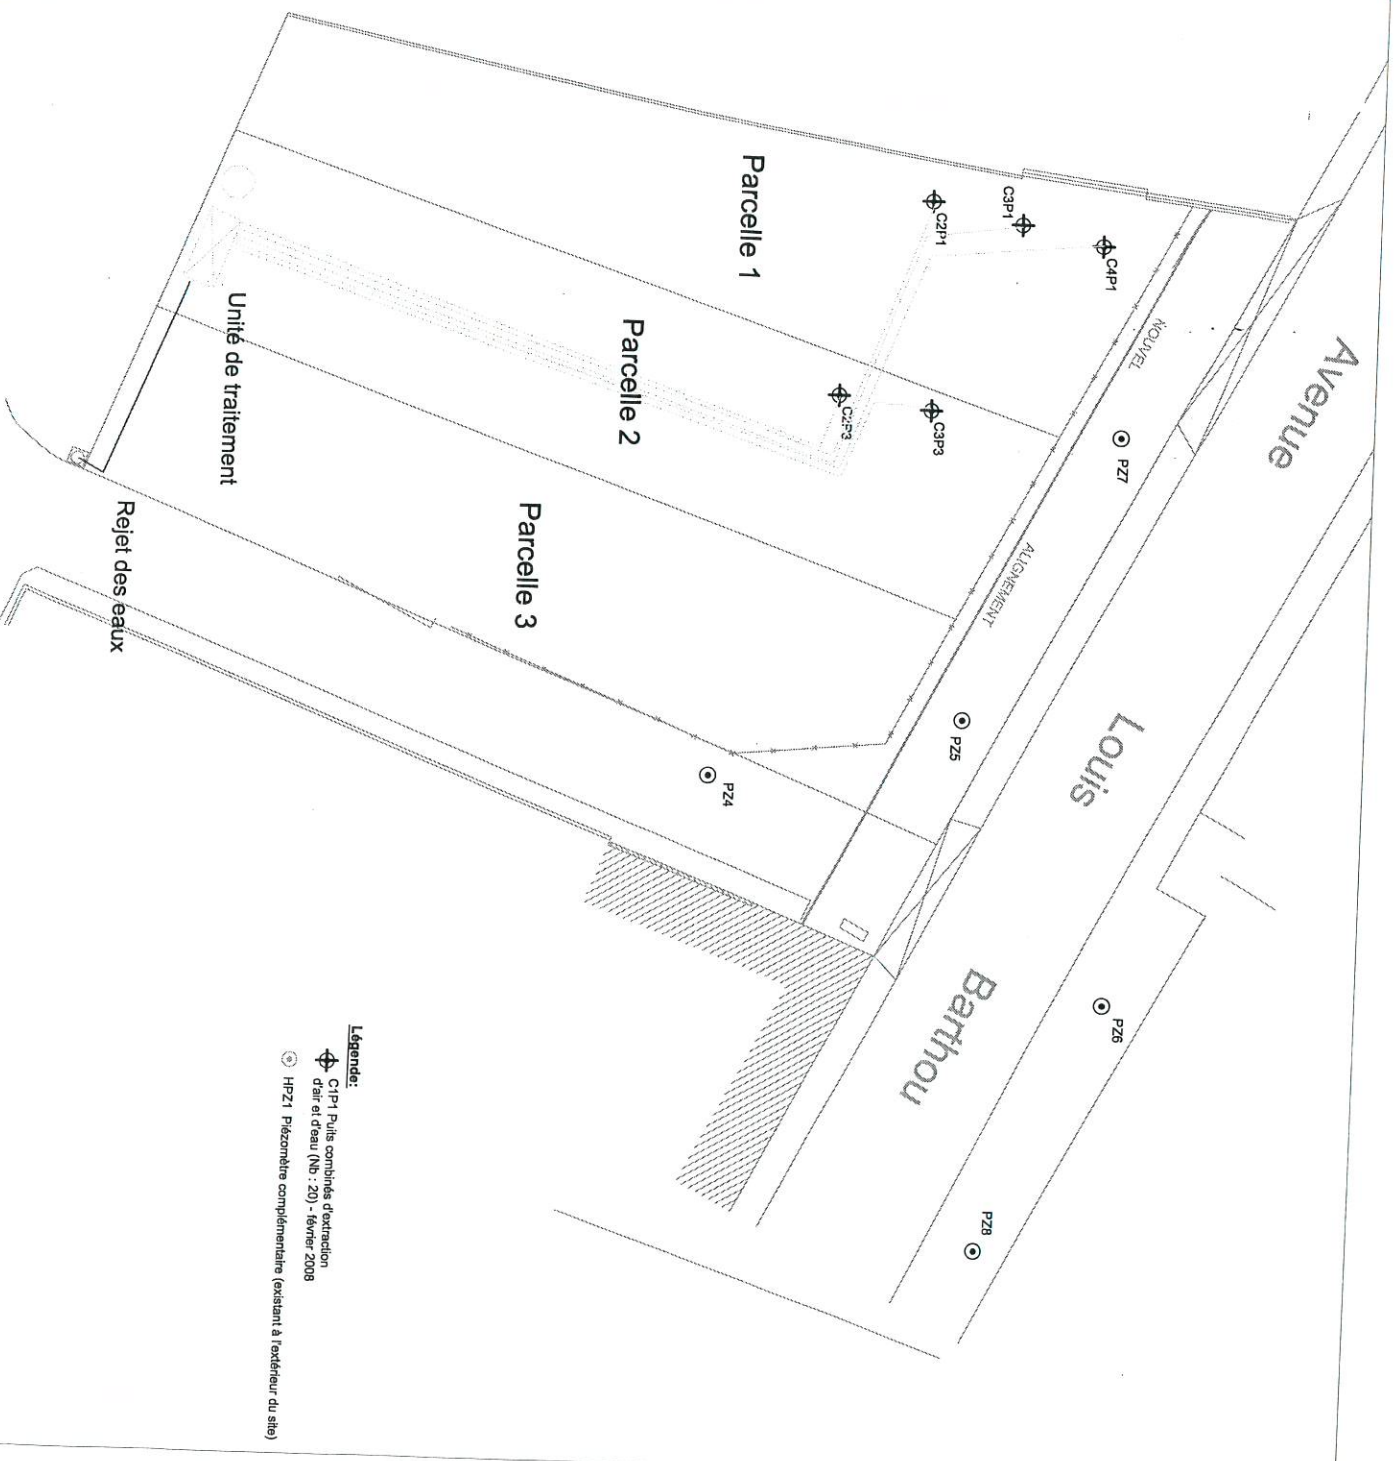 Avenue
Louis
Barthou
NOUVEL
ALIGNEMENT
C4P1
C3P1
C2P1
C3P3
C2P3
PZ7
PZ5
PZ4
PZ6
PZ8
Parcelle 1
Parcelle 2
Parcelle 3
Unité de traitement
Rejet des eaux
Légende:
C1P1 Puits combinés d'extraction
d'air et d'eau (Nb : 20) - février 2008
HPZ1 Piézomètre complémentaire (existant à l'extérieur du site)